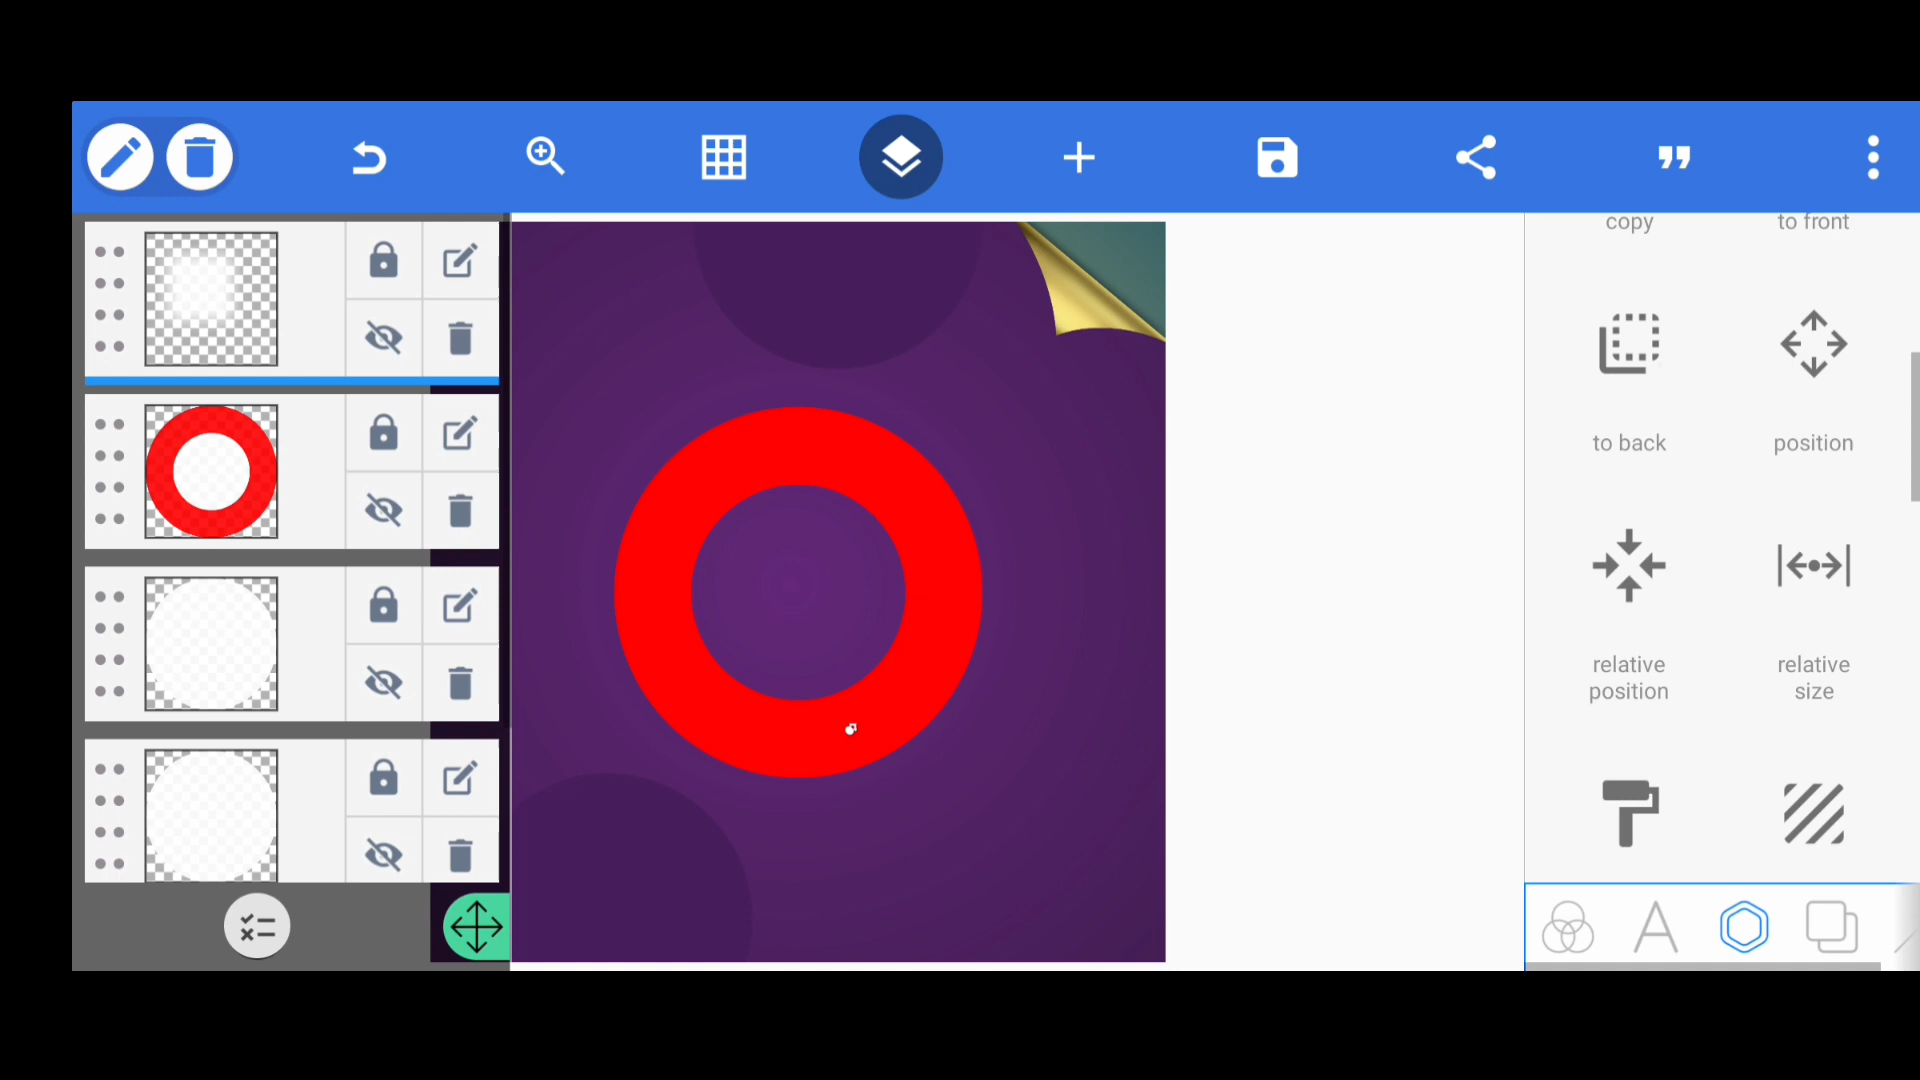 copy
to front
to back
position
relative
position
relative
size